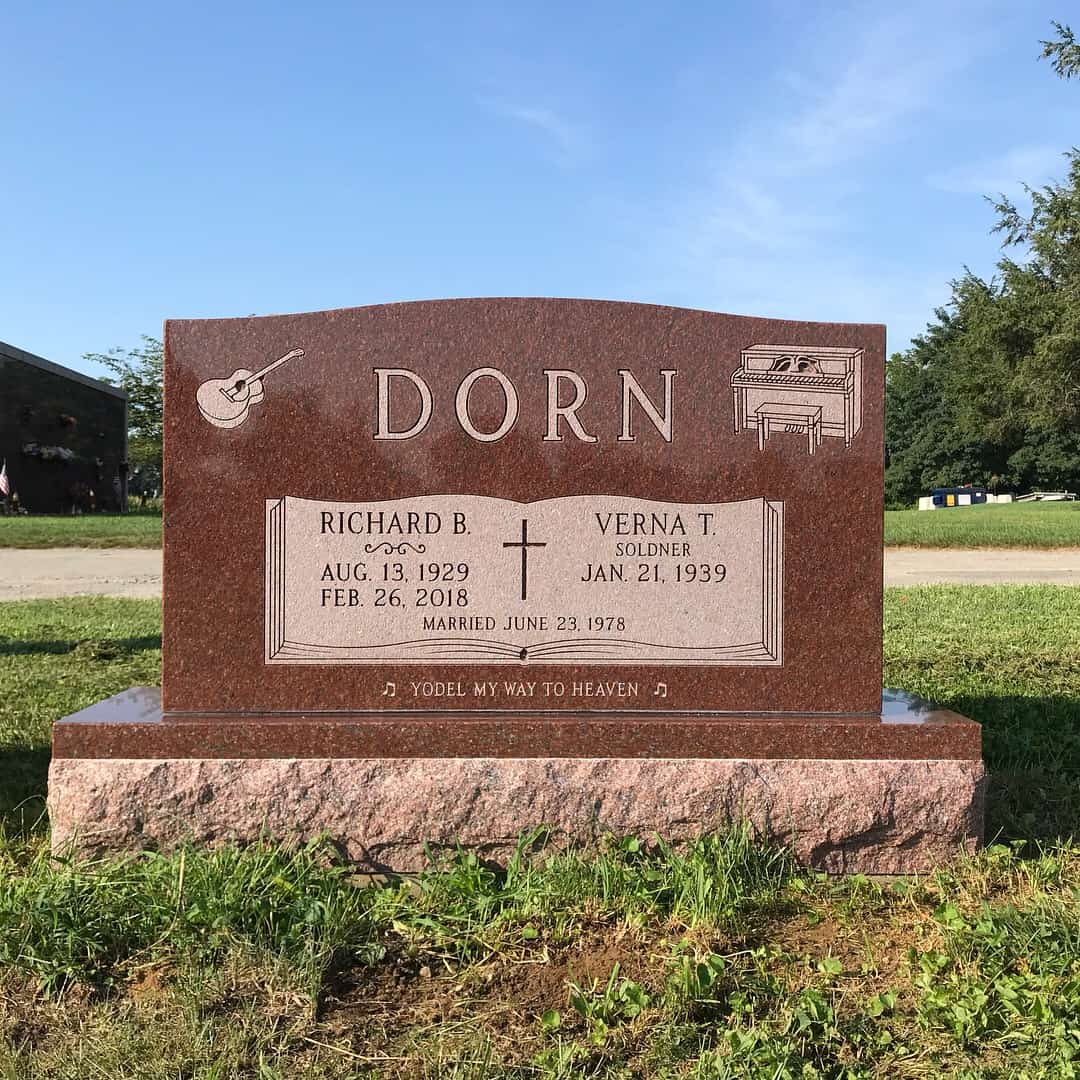 DORN
RICHARD B.
AUG. 13, 1929
FEB. 26, 2018
VERNA T.
SOLDNER
JAN. 21, 1939
MARRIED JUNE 23, 1978
♫ YODEL MY WAY TO HEAVEN ♫